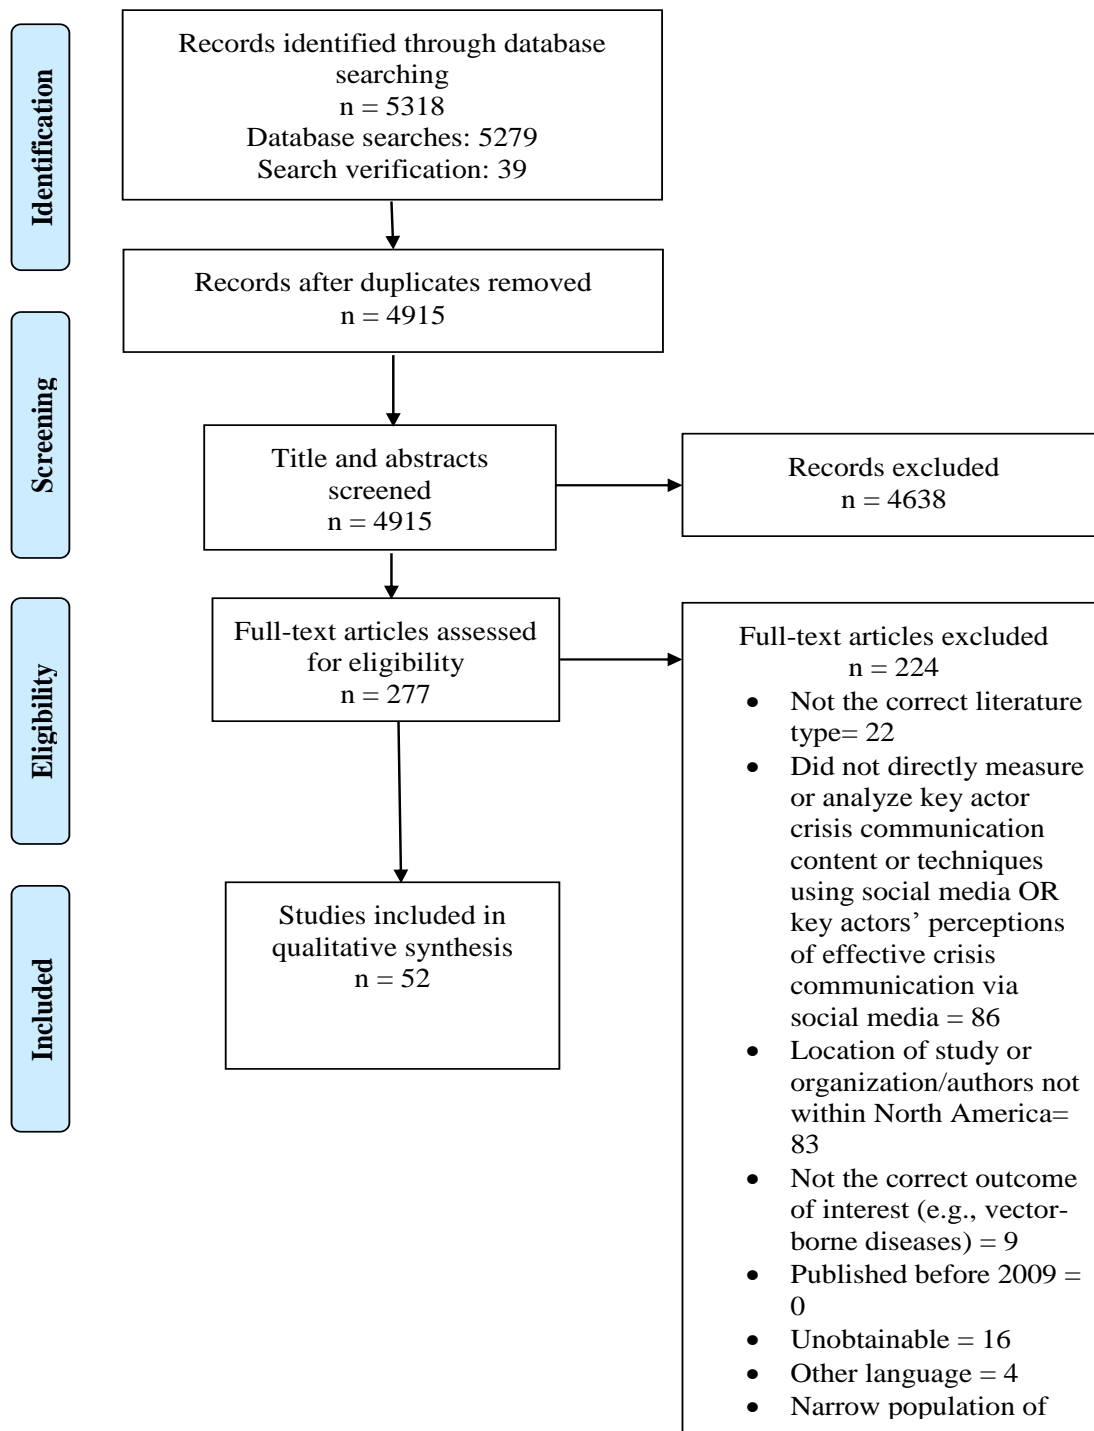 Identification
Records identified through database
searching
n = 5318
Database searches: 5279
Search verification: 39
Records after duplicates removed
n = 4915
Screening
Title and abstracts
screened
n = 4915
Records excluded
n = 4638
Eligibility
Full-text articles assessed
for eligibility
n = 277
Full-text articles excluded
n = 224
• Not the correct literature
type= 22
• Did not directly measure
or analyze key actor
crisis communication
content or techniques
using social media OR
key actors’ perceptions
of effective crisis
communication via
social media = 86
• Location of study or
organization/authors not
within North America=
83
• Not the correct outcome
of interest (e.g., vector-
borne diseases) = 9
• Published before 2009 =
0
• Unobtainable = 16
• Other language = 4
• Narrow population of
Included
Studies included in
qualitative synthesis
n = 52